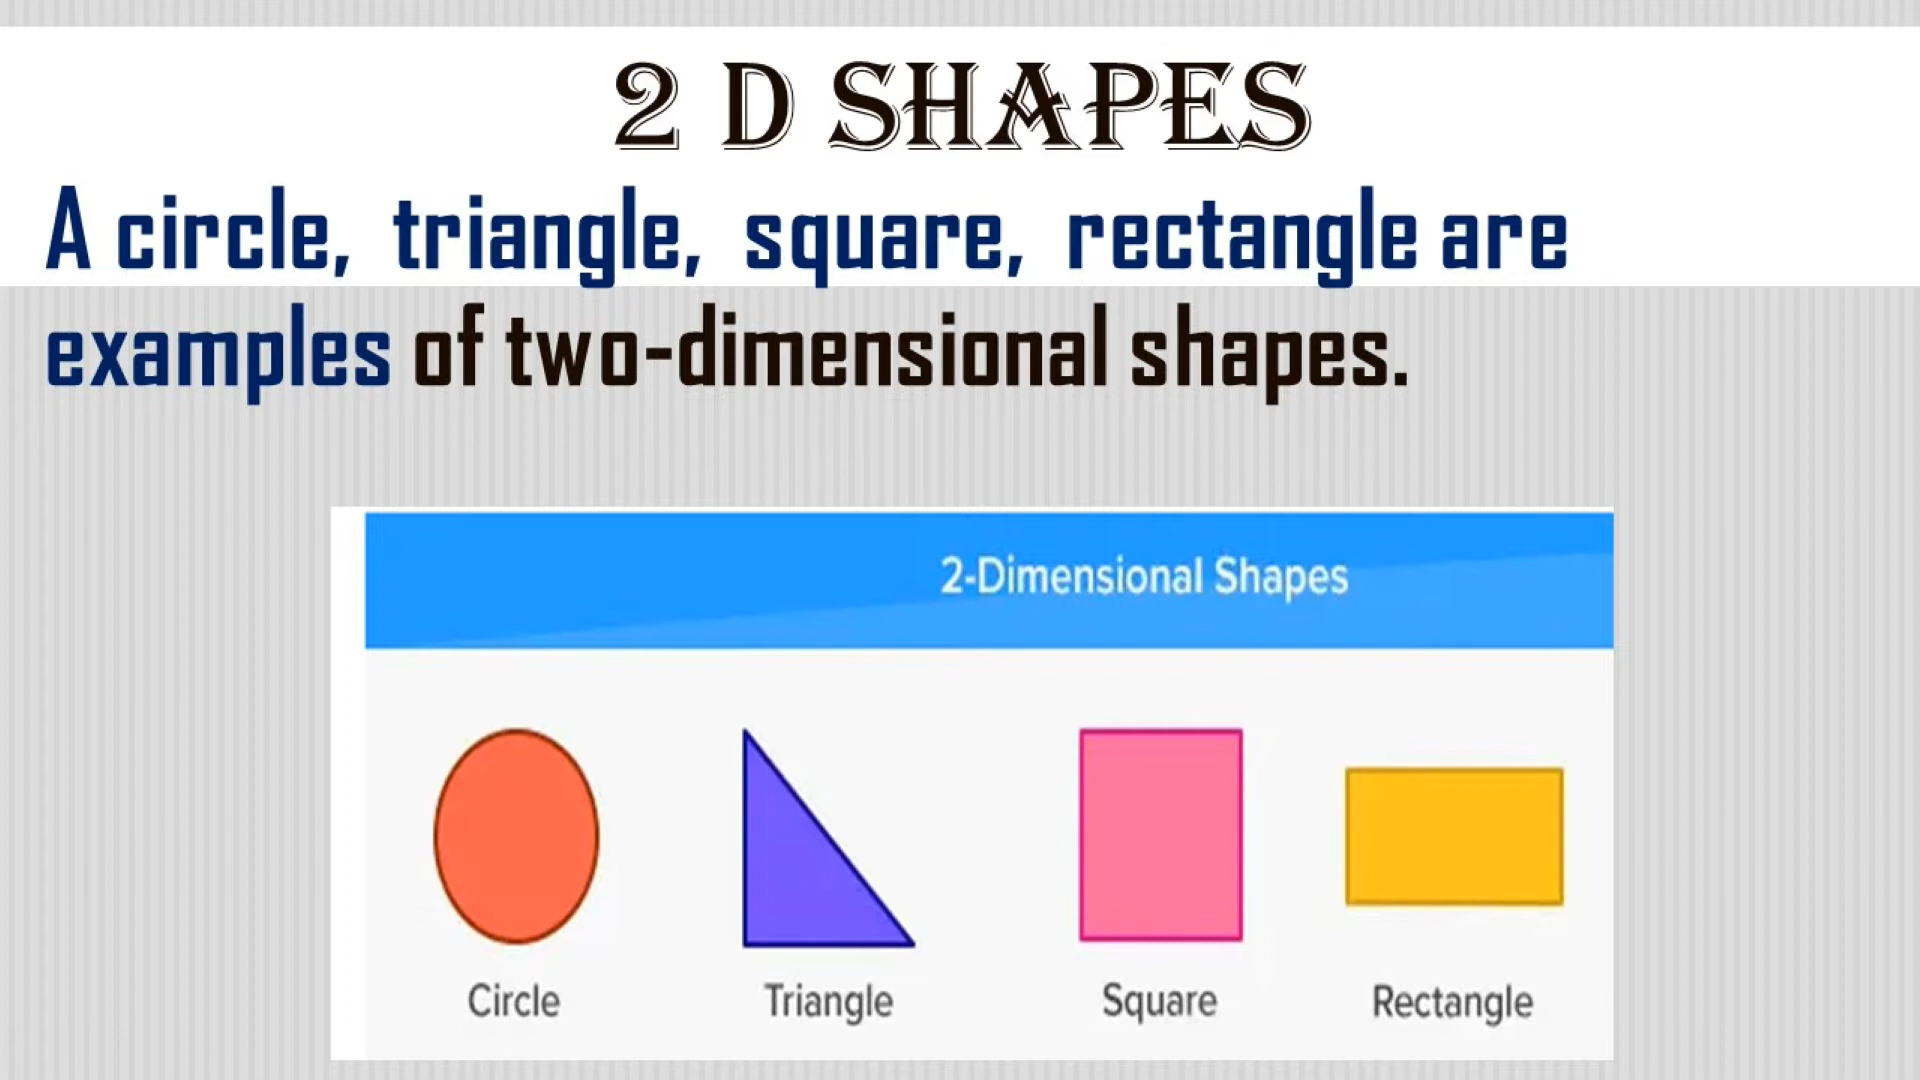 2 D SHAPES
A circle, triangle, square, rectangle are
examples of two-dimensional shapes.
2-Dimensional Shapes
Circle Triangle Square Rectangle